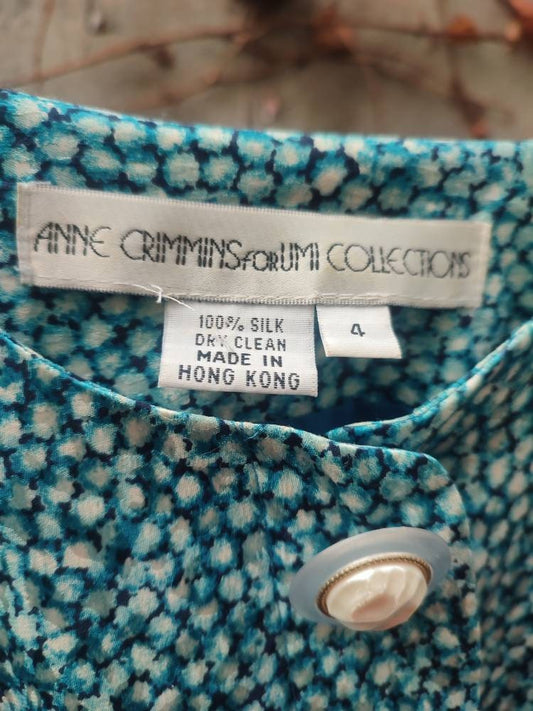 ANNE CRIMMINS FOR UMI COLLECTIONS
100% SILK
DRY CLEAN
MADE IN
HONG KONG
4